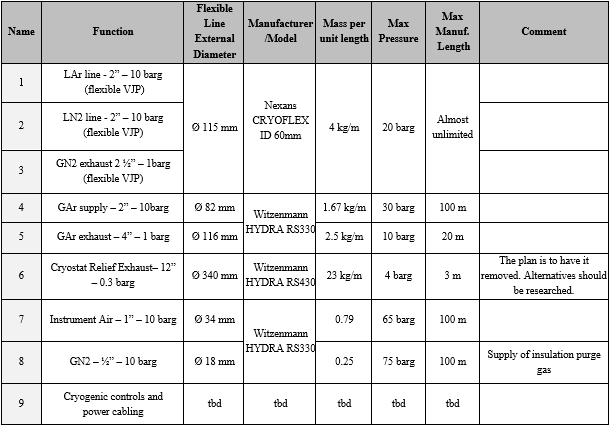 Name
Function
Flexible
Line
External
Diameter
Manufacturer
/Model
Mass per
unit length
Max
Pressure
Max
Manuf.
Length
Comment
1
LAr line - 2” – 10 barg
(flexible VJP)
2
LN2 line - 2” – 10 barg
(flexible VJP)
3
GN2 exhaust 2 ½” – 1barg
(flexible VJP)
Ø 115 mm
Nexans
CRYOFLEX
ID 60mm
4 kg/m
20 barg
Almost
unlimited
4
GAr supply – 2” – 10barg
Ø 82 mm
Witzenmann
HYDRA RS330
1.67 kg/m
30 barg
100 m
5
GAr exhaust – 4” – 1 barg
Ø 116 mm
2.5 kg/m
10 barg
20 m
6
Cryostat Relief Exhaust– 12”
– 0.3 barg
Ø 340 mm
Witzenmann
HYDRA RS430
23 kg/m
4 barg
3 m
The plan is to have it
removed. Alternatives should
be researched.
7
Instrument Air – 1” – 10 barg
Ø 34 mm
Witzenmann
HYDRA RS330
0.79
65 barg
100 m
8
GN2 – ½” – 10 barg
Ø 18 mm
0.25
75 barg
100 m
Supply of insulation purge
gas
9
Cryogenic controls and
power cabling
tbd
tbd
tbd
tbd
tbd